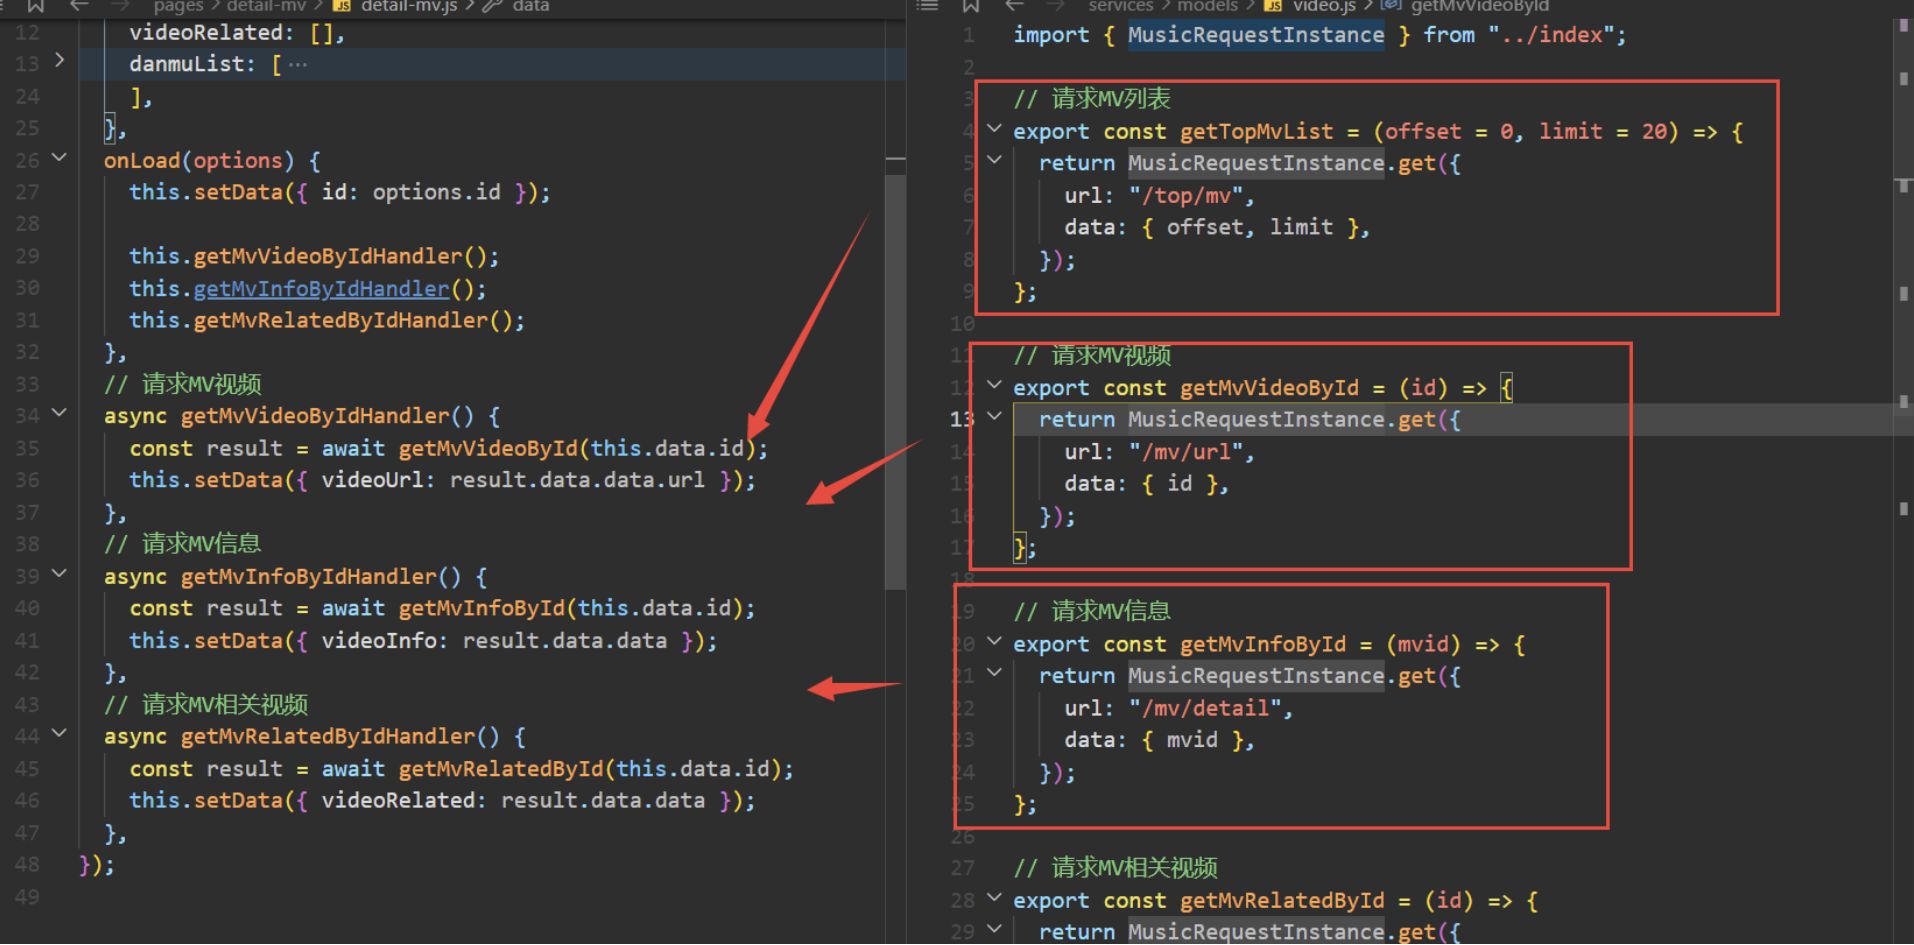 pages > detail-mv > JS detail-mv.js > data
12 videoRelated: [],
13 danmuList: [ ···
24 ],
25 },
26 onLoad(options) {
27 this.setData({ id: options.id });
28
29 this.getMvVideoByIdHandler();
30 this.getMvInfoByIdHandler();
31 this.getMvRelatedByIdHandler();
32 },
33 // 请求MV视频
34 async getMvVideoByIdHandler() {
35 const result = await getMvVideoById(this.data.id);
36 this.setData({ videoUrl: result.data.data.url });
37 },
38 // 请求MV信息
39 async getMvInfoByIdHandler() {
40 const result = await getMvInfoById(this.data.id);
41 this.setData({ videoInfo: result.data.data });
42 },
43 // 请求MV相关视频
44 async getMvRelatedByIdHandler() {
45 const result = await getMvRelatedById(this.data.id);
46 this.setData({ videoRelated: result.data.data });
47 },
48 });
49
services > models > JS video.js > getMvVideoById
1 import { MusicRequestInstance } from "../index";
2
3 // 请求MV列表
4 export const getTopMvList = (offset = 0, limit = 20) => {
5 return MusicRequestInstance.get({
6 url: "/top/mv",
7 data: { offset, limit },
8 });
9 };
10
11 // 请求MV视频
12 export const getMvVideoById = (id) => {
13 return MusicRequestInstance.get({
14 url: "/mv/url",
15 data: { id },
16 });
17 };
18
19 // 请求MV信息
20 export const getMvInfoById = (mvid) => {
21 return MusicRequestInstance.get({
22 url: "/mv/detail",
23 data: { mvid },
24 });
25 };
26
27 // 请求MV相关视频
28 export const getMvRelatedById = (id) => {
29 return MusicRequestInstance.get({